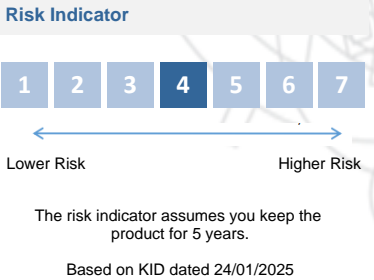 Risk Indicator
1 2 3 4 5 6 7
Lower Risk Higher Risk
The risk indicator assumes you keep the
product for 5 years.
Based on KID dated 24/01/2025